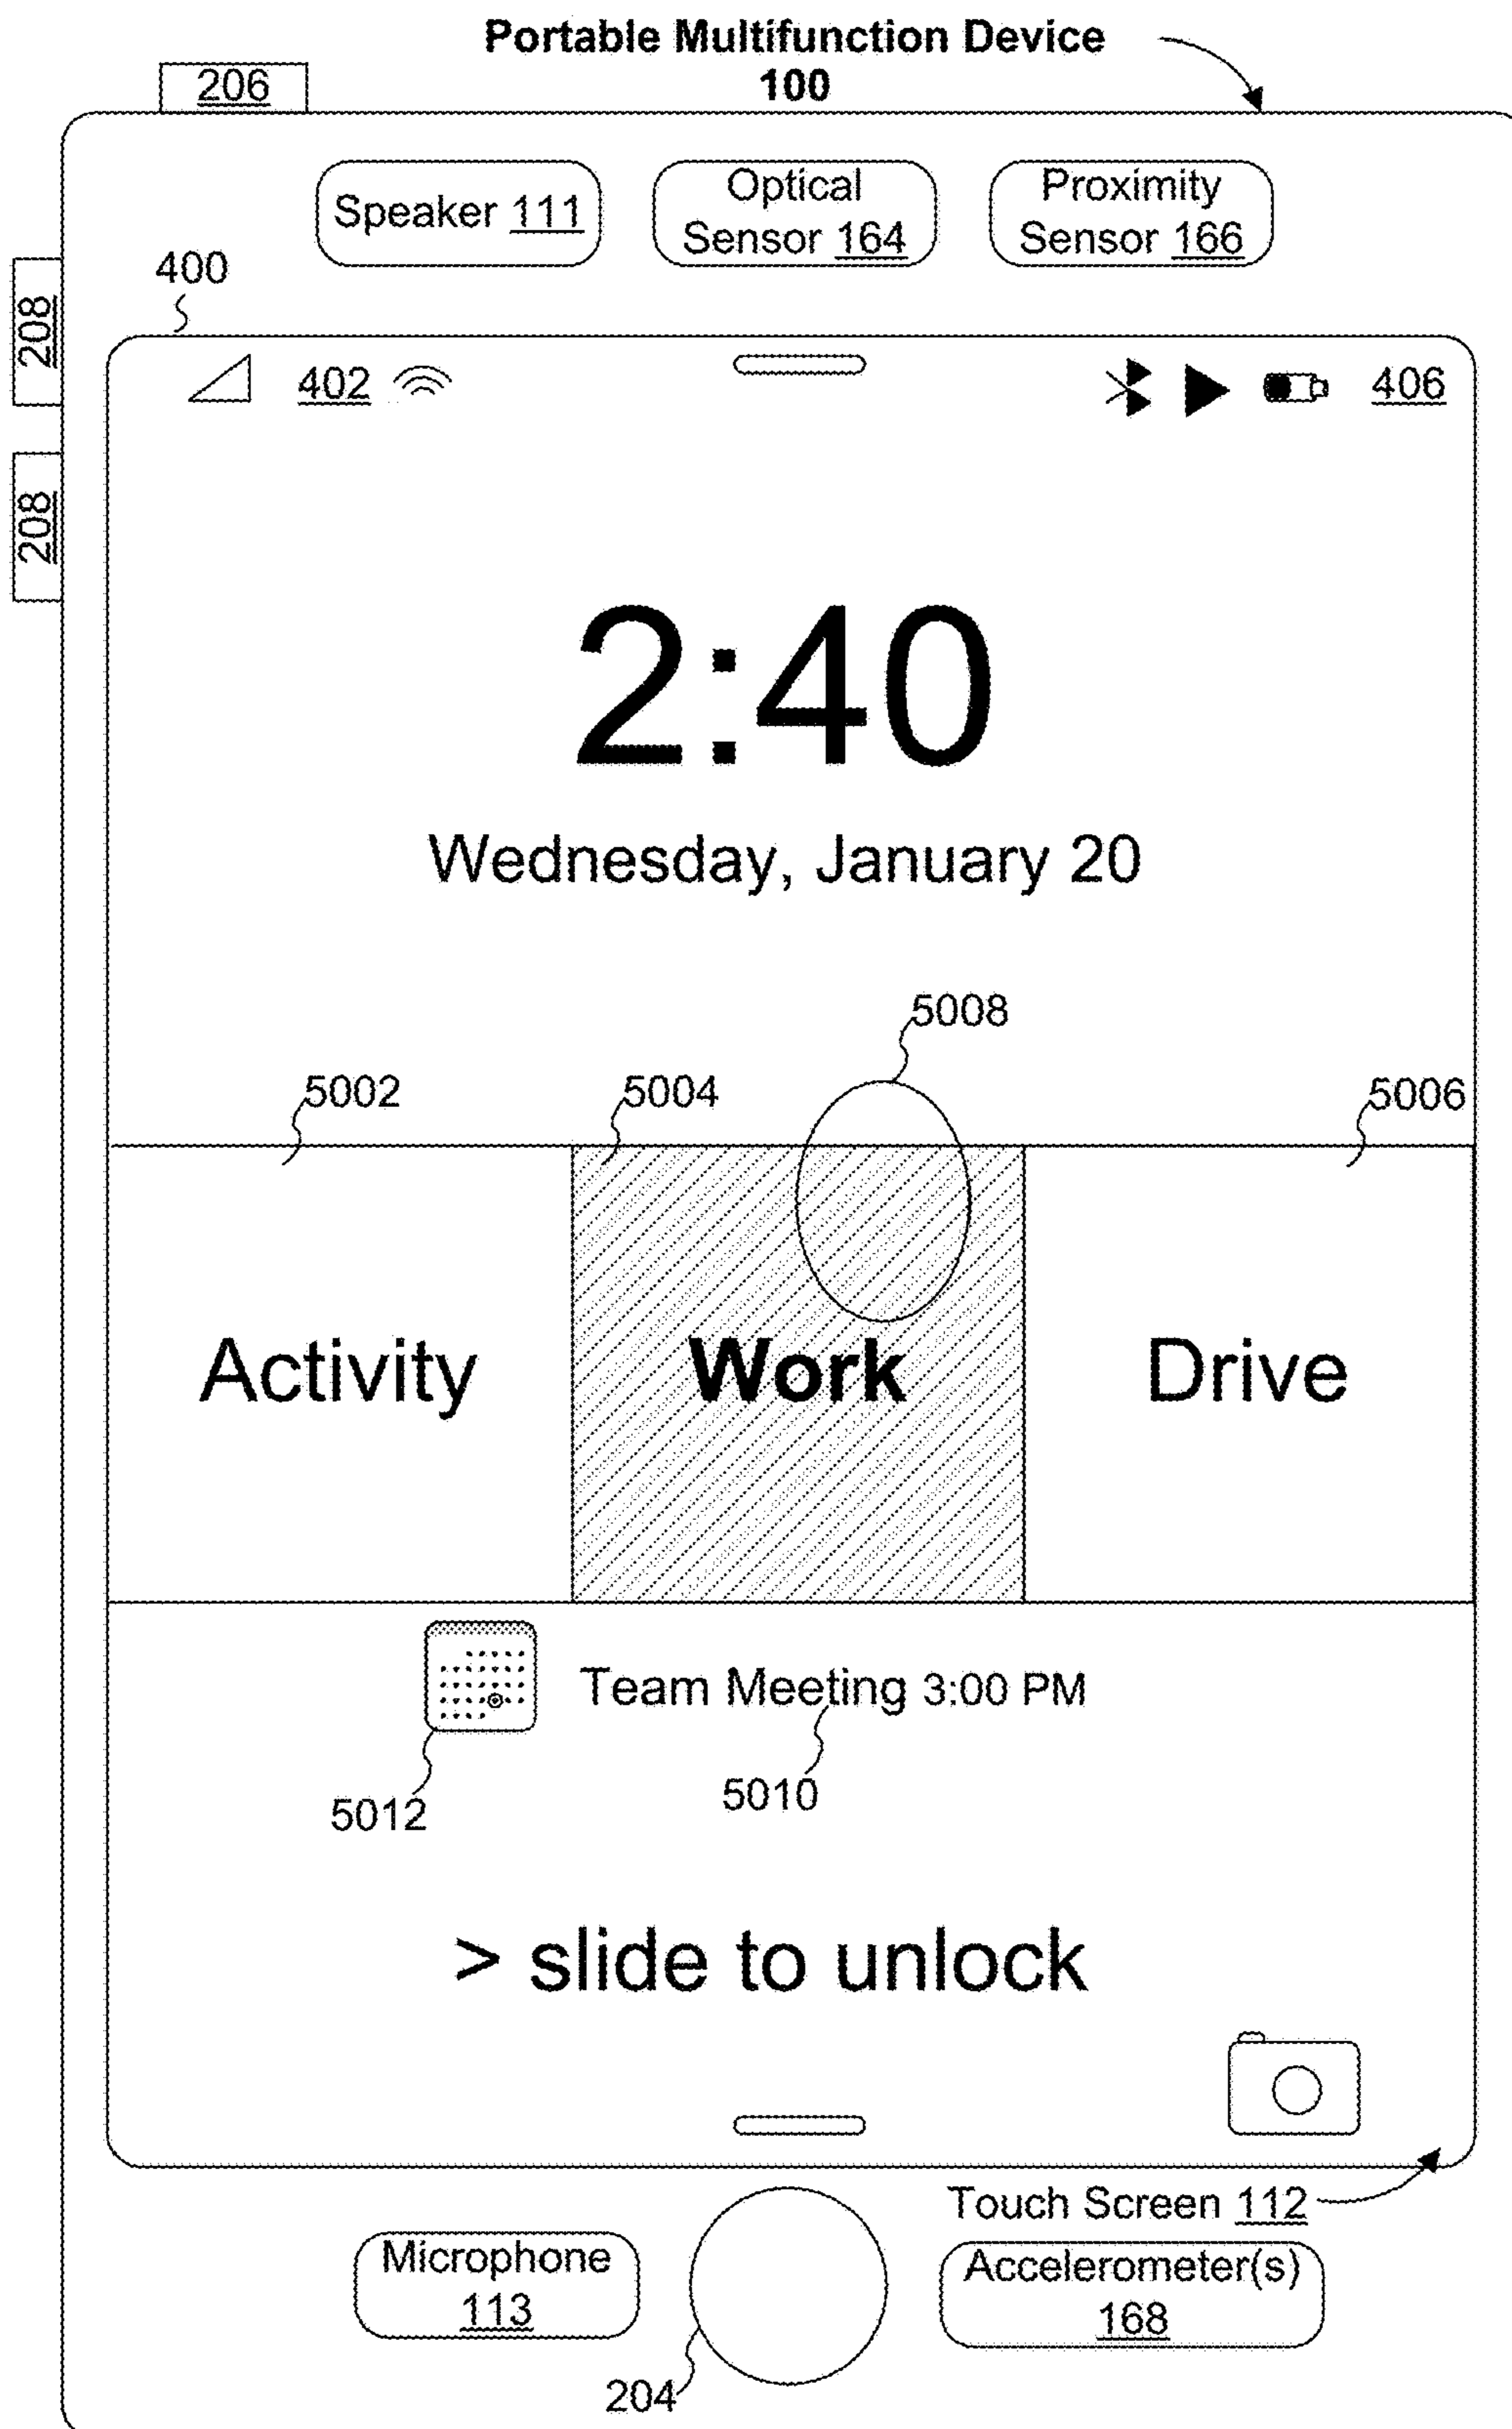 Portable Multifunction Device
100
206
Speaker 111
Optical
Sensor 164
Proximity
Sensor 166
400
208
402
406
208
2:40
Wednesday, January 20
5008
5002
5004
5006
Activity
Work
Drive
Team Meeting 3:00 PM
5012
5010
> slide to unlock
Touch Screen 112
Microphone
113
Accelerometer(s)
168
204